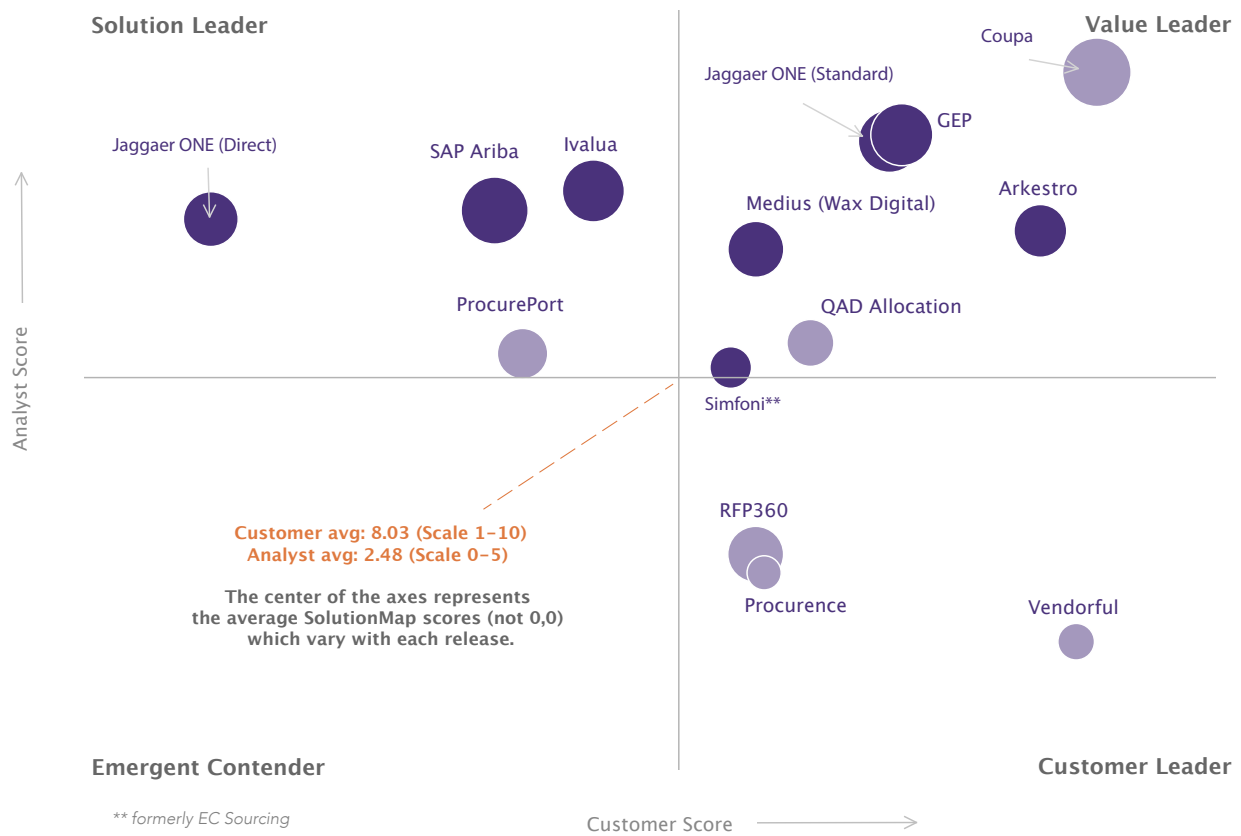 Solution Leader
Value Leader
Coupa
Jaggaer ONE (Standard)
GEP
Jaggaer ONE (Direct)
SAP Ariba
Ivalua
Arkestro
Medius (Wax Digital)
ProcurePort
QAD Allocation
Analyst Score
Simfoni**
RFP360
Customer avg: 8.03 (Scale 1-10)
Analyst avg: 2.48 (Scale 0-5)
The center of the axes represents
the average SolutionMap scores (not 0,0)
which vary with each release.
Procurence
Vendorful
Emergent Contender
Customer Leader
** formerly EC Sourcing
Customer Score